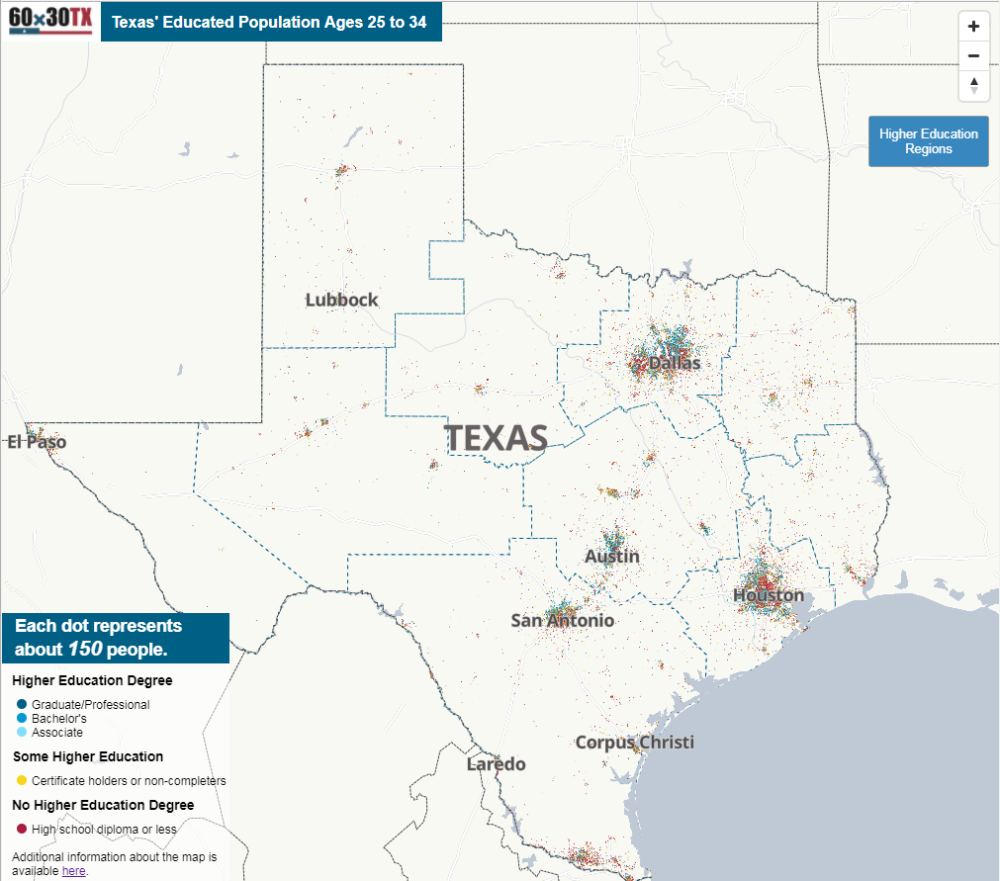 60x30TX
Texas' Educated Population Ages 25 to 34
+
−
Higher Education
Regions
Lubbock
Dallas
El Paso
TEXAS
Austin
Houston
San Antonio
Corpus Christi
Laredo
Each dot represents
about 150 people.
Higher Education Degree
Graduate/Professional
Bachelor's
Associate
Some Higher Education
Certificate holders or non-completers
No Higher Education Degree
High school diploma or less
Additional information about the map is
available here.